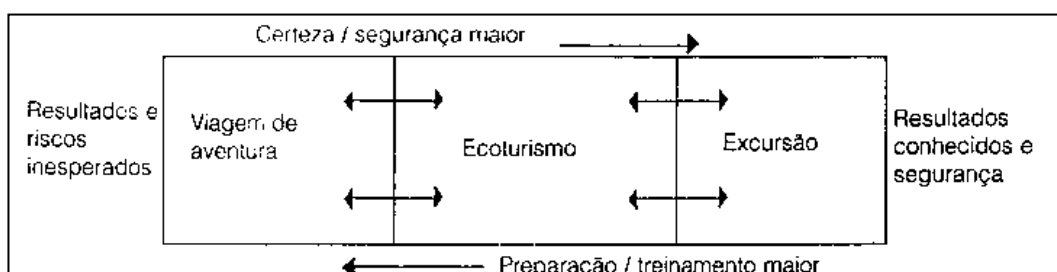 Certeza / segurança maior
Resultados e
riscos
inesperados
Viagem de
aventura
Ecoturismo
Excursão
Resultados
conhecidos e
segurança
Preparação / treinamento maior